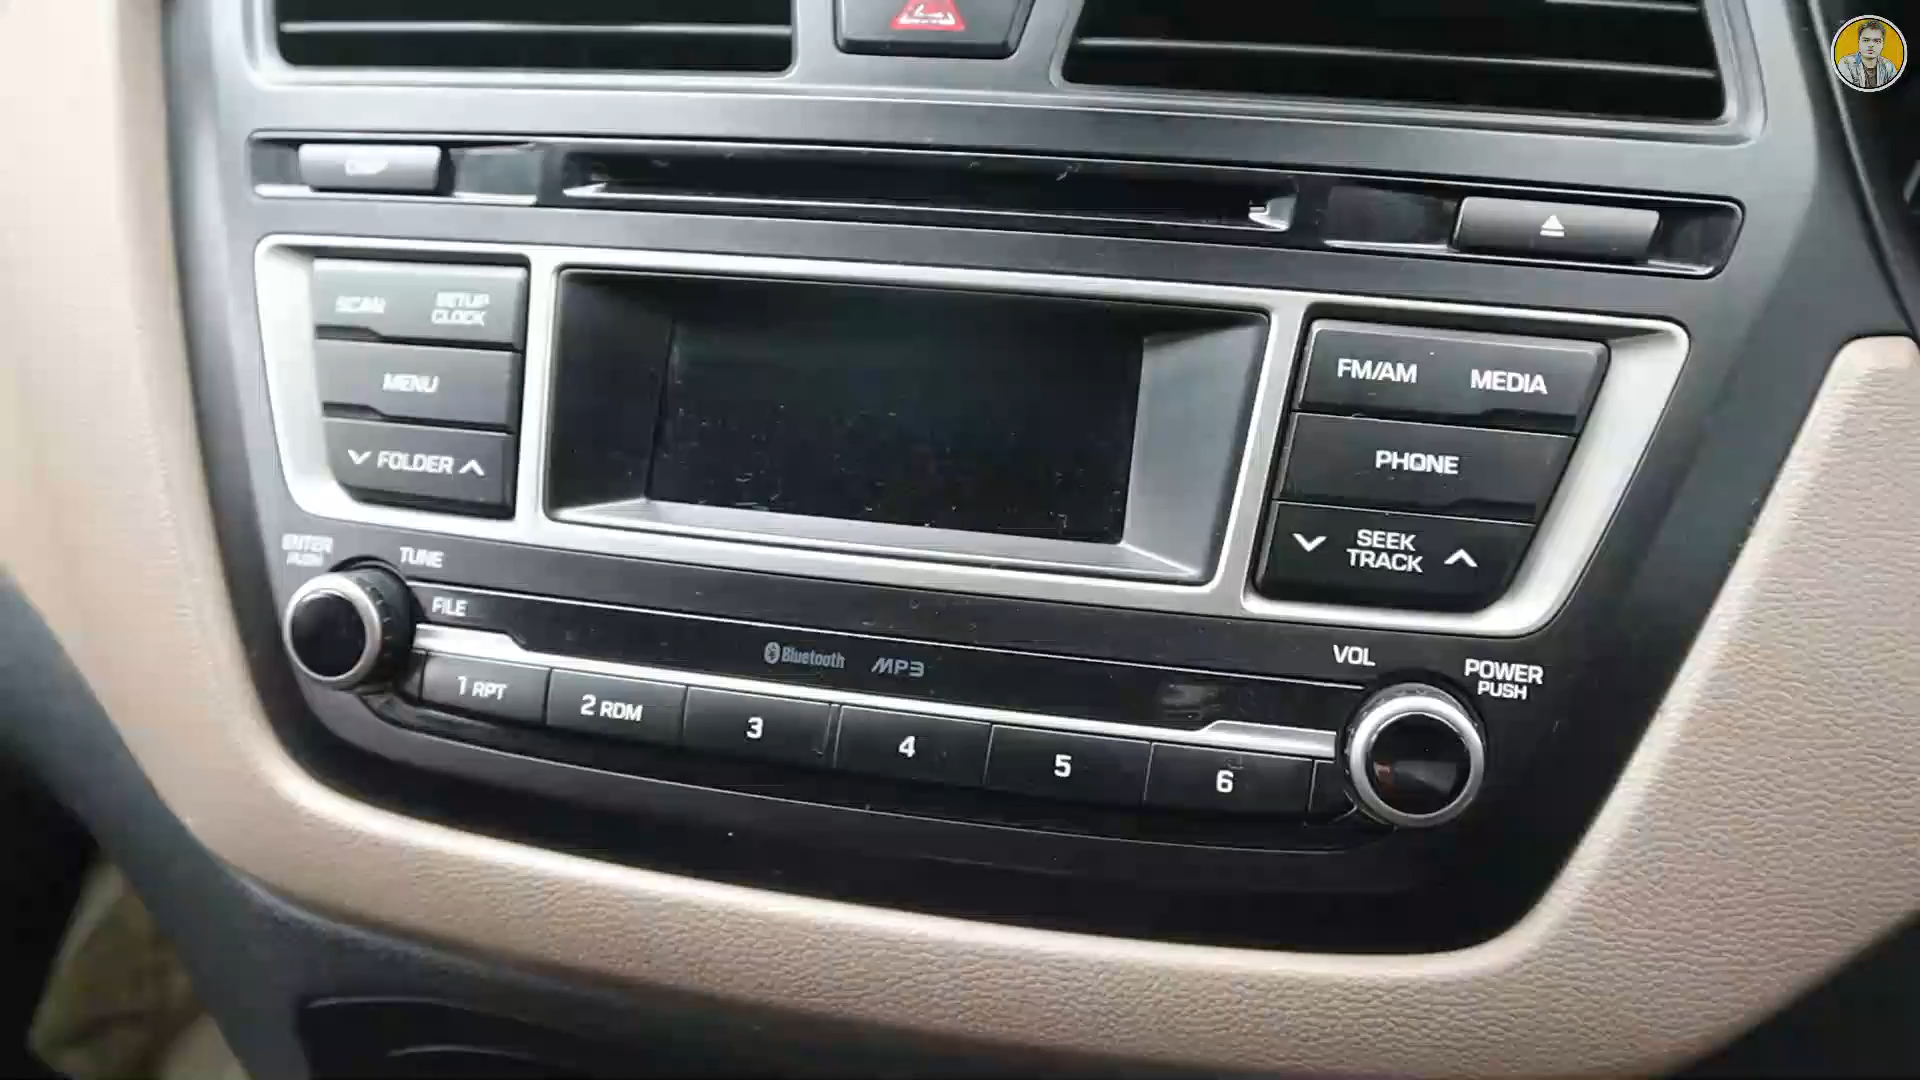 DISP
SCAN
SETUP
CLOCK
MENU
FOLDER
FM/AM
MEDIA
PHONE
SEEK
TRACK
ENTER
PUSH
TUNE
FILE
Bluetooth
MP3
VOL
POWER
PUSH
1 RPT
2 RDM
3
4
5
6